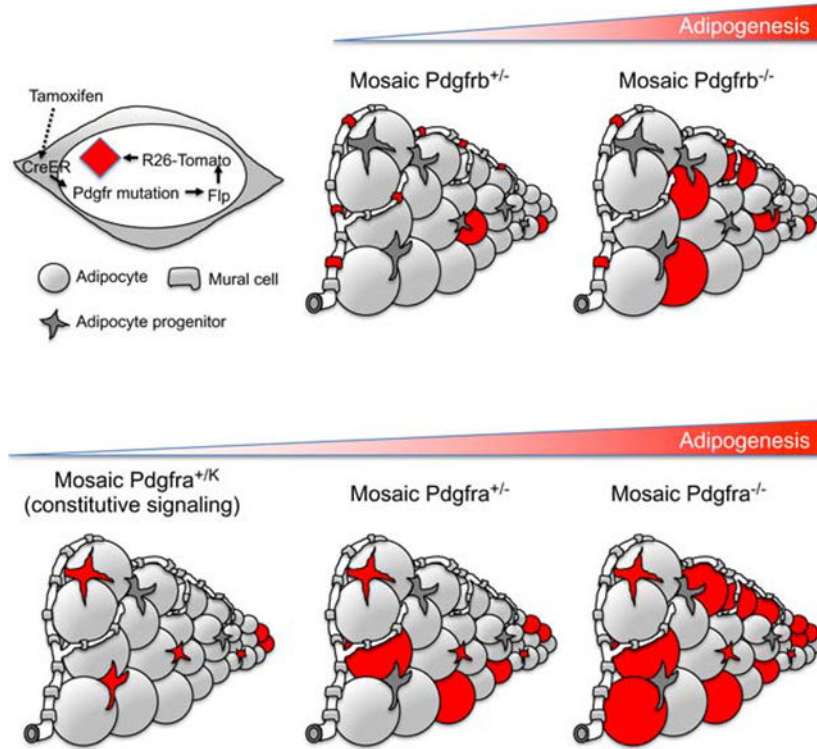 Adipogenesis
Mosaic Pdgfrb+/-
Mosaic Pdgfrb-/-
Tamoxifen
CreER
R26-Tomato
Pdgfr mutation
Flp
Adipocyte
Mural cell
Adipocyte progenitor
Adipogenesis
Mosaic Pdgfra+/K
(constitutive signaling)
Mosaic Pdgfra+/-
Mosaic Pdgfra-/-